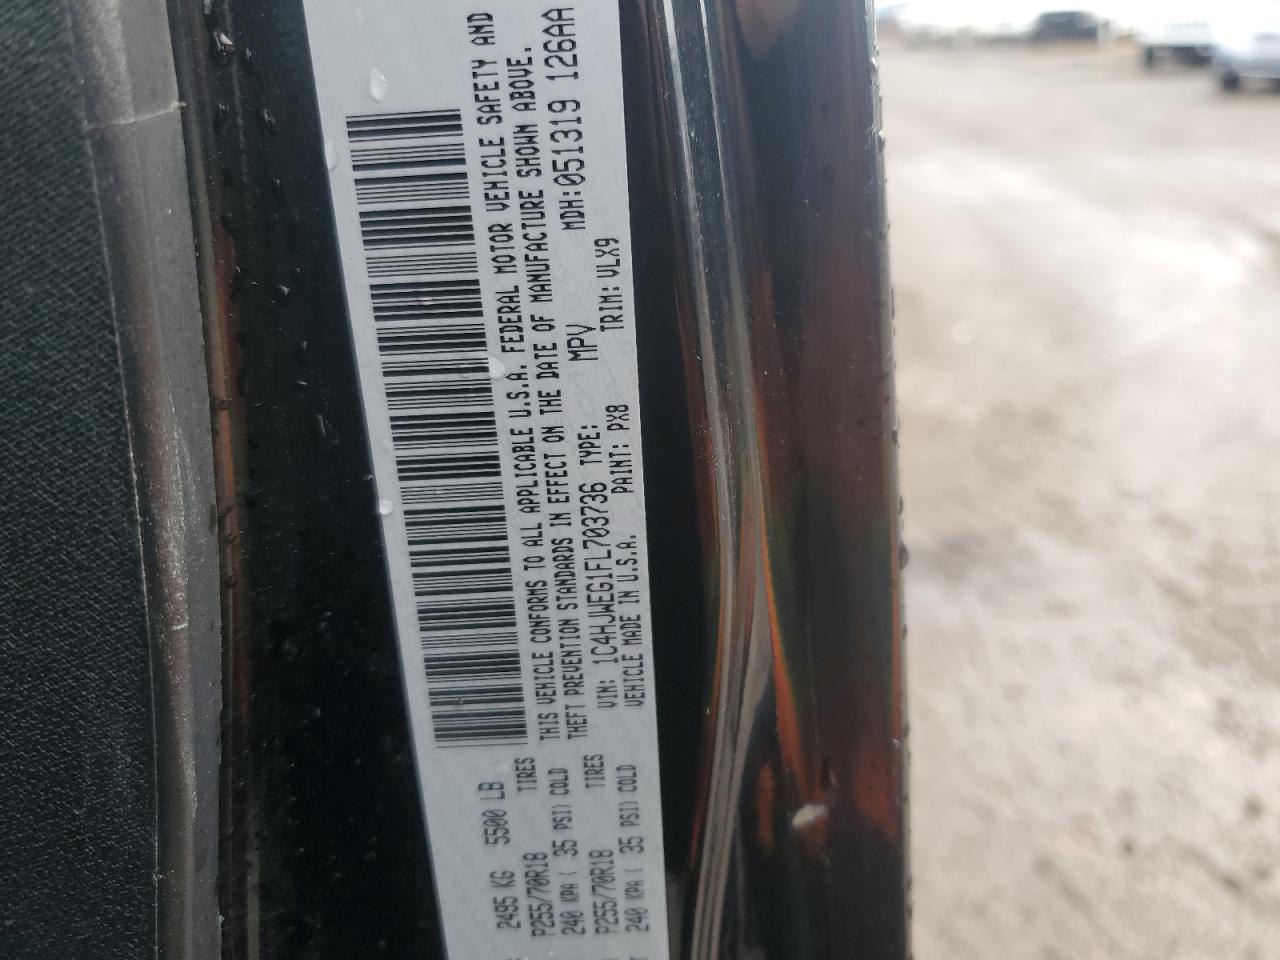 2495 KG 5500 LB
P255/70R18 TIRES
240 KPA ( 35 PSI) COLD
P255/70R18 TIRES
240 KPA ( 35 PSI) COLD
THIS VEHICLE CONFORMS TO ALL APPLICABLE U.S.A. FEDERAL MOTOR VEHICLE SAFETY AND
THEFT PREVENTION STANDARDS IN EFFECT ON THE DATE OF MANUFACTURE SHOWN ABOVE.
VIN: 1C4HJWEG1FL703736 TYPE: MPV MDH:051319 126AA
VEHICLE MADE IN U.S.A. PAINT: PX8 TRIM: VLX9